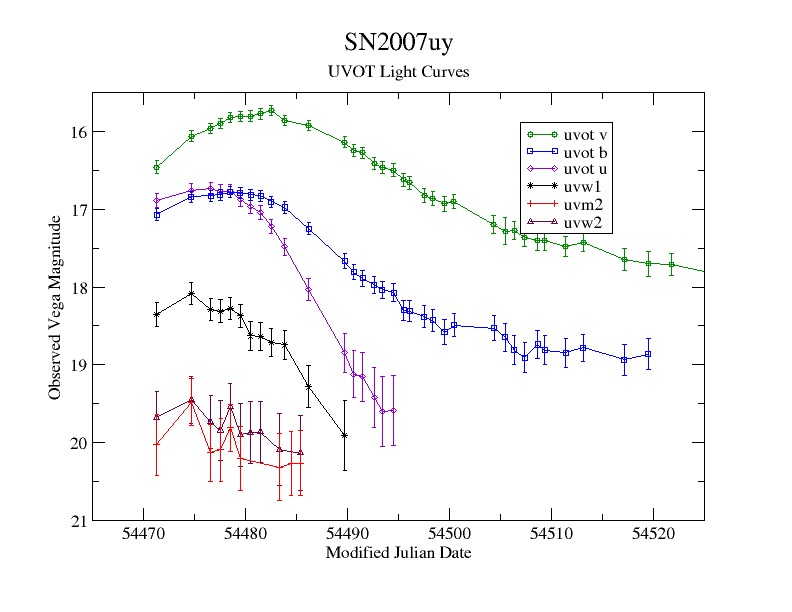 SN2007uy
UVOT Light Curves
Observed Vega Magnitude
16
17
18
19
20
21
uvot v
uvot b
uvot u
uvw1
uvm2
uvw2
54470 54480 54490 54500 54510 54520
Modified Julian Date